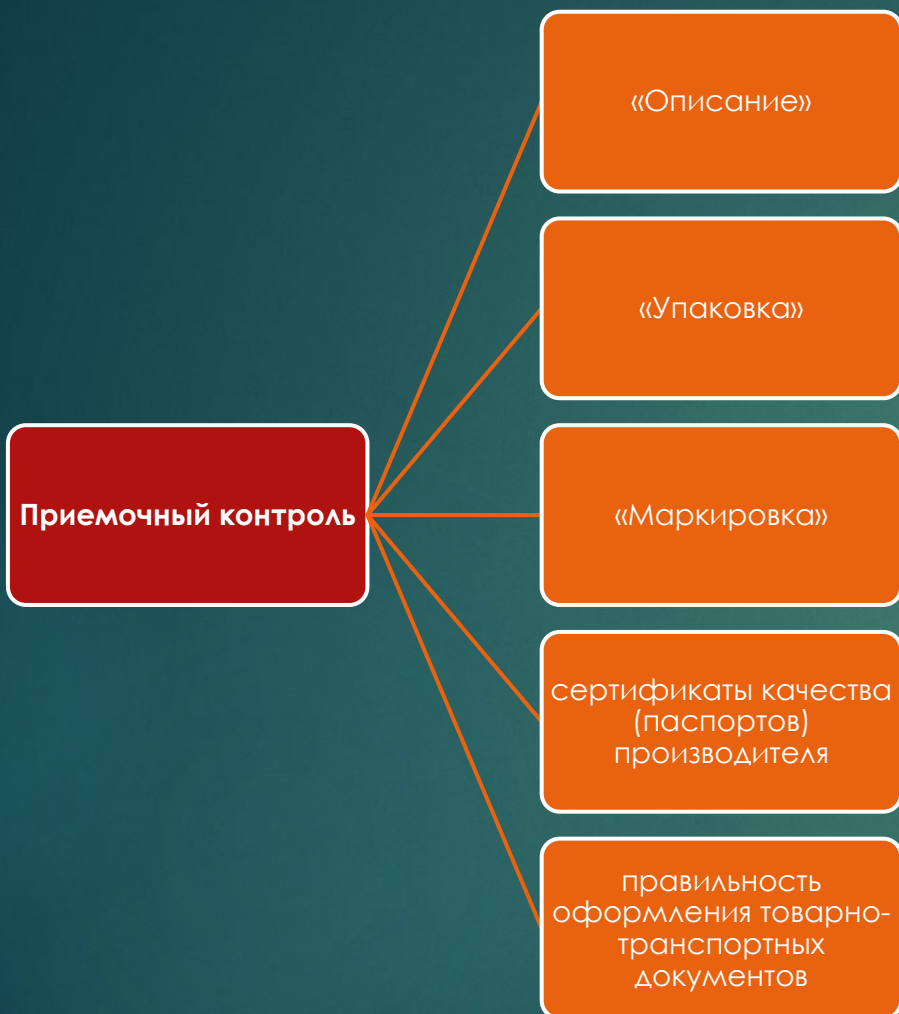 «Описание»
«Упаковка»
Приемочный контроль
«Маркировка»
сертификаты качества
(паспортов)
производителя
правильность
оформления товарно-
транспортных
документов